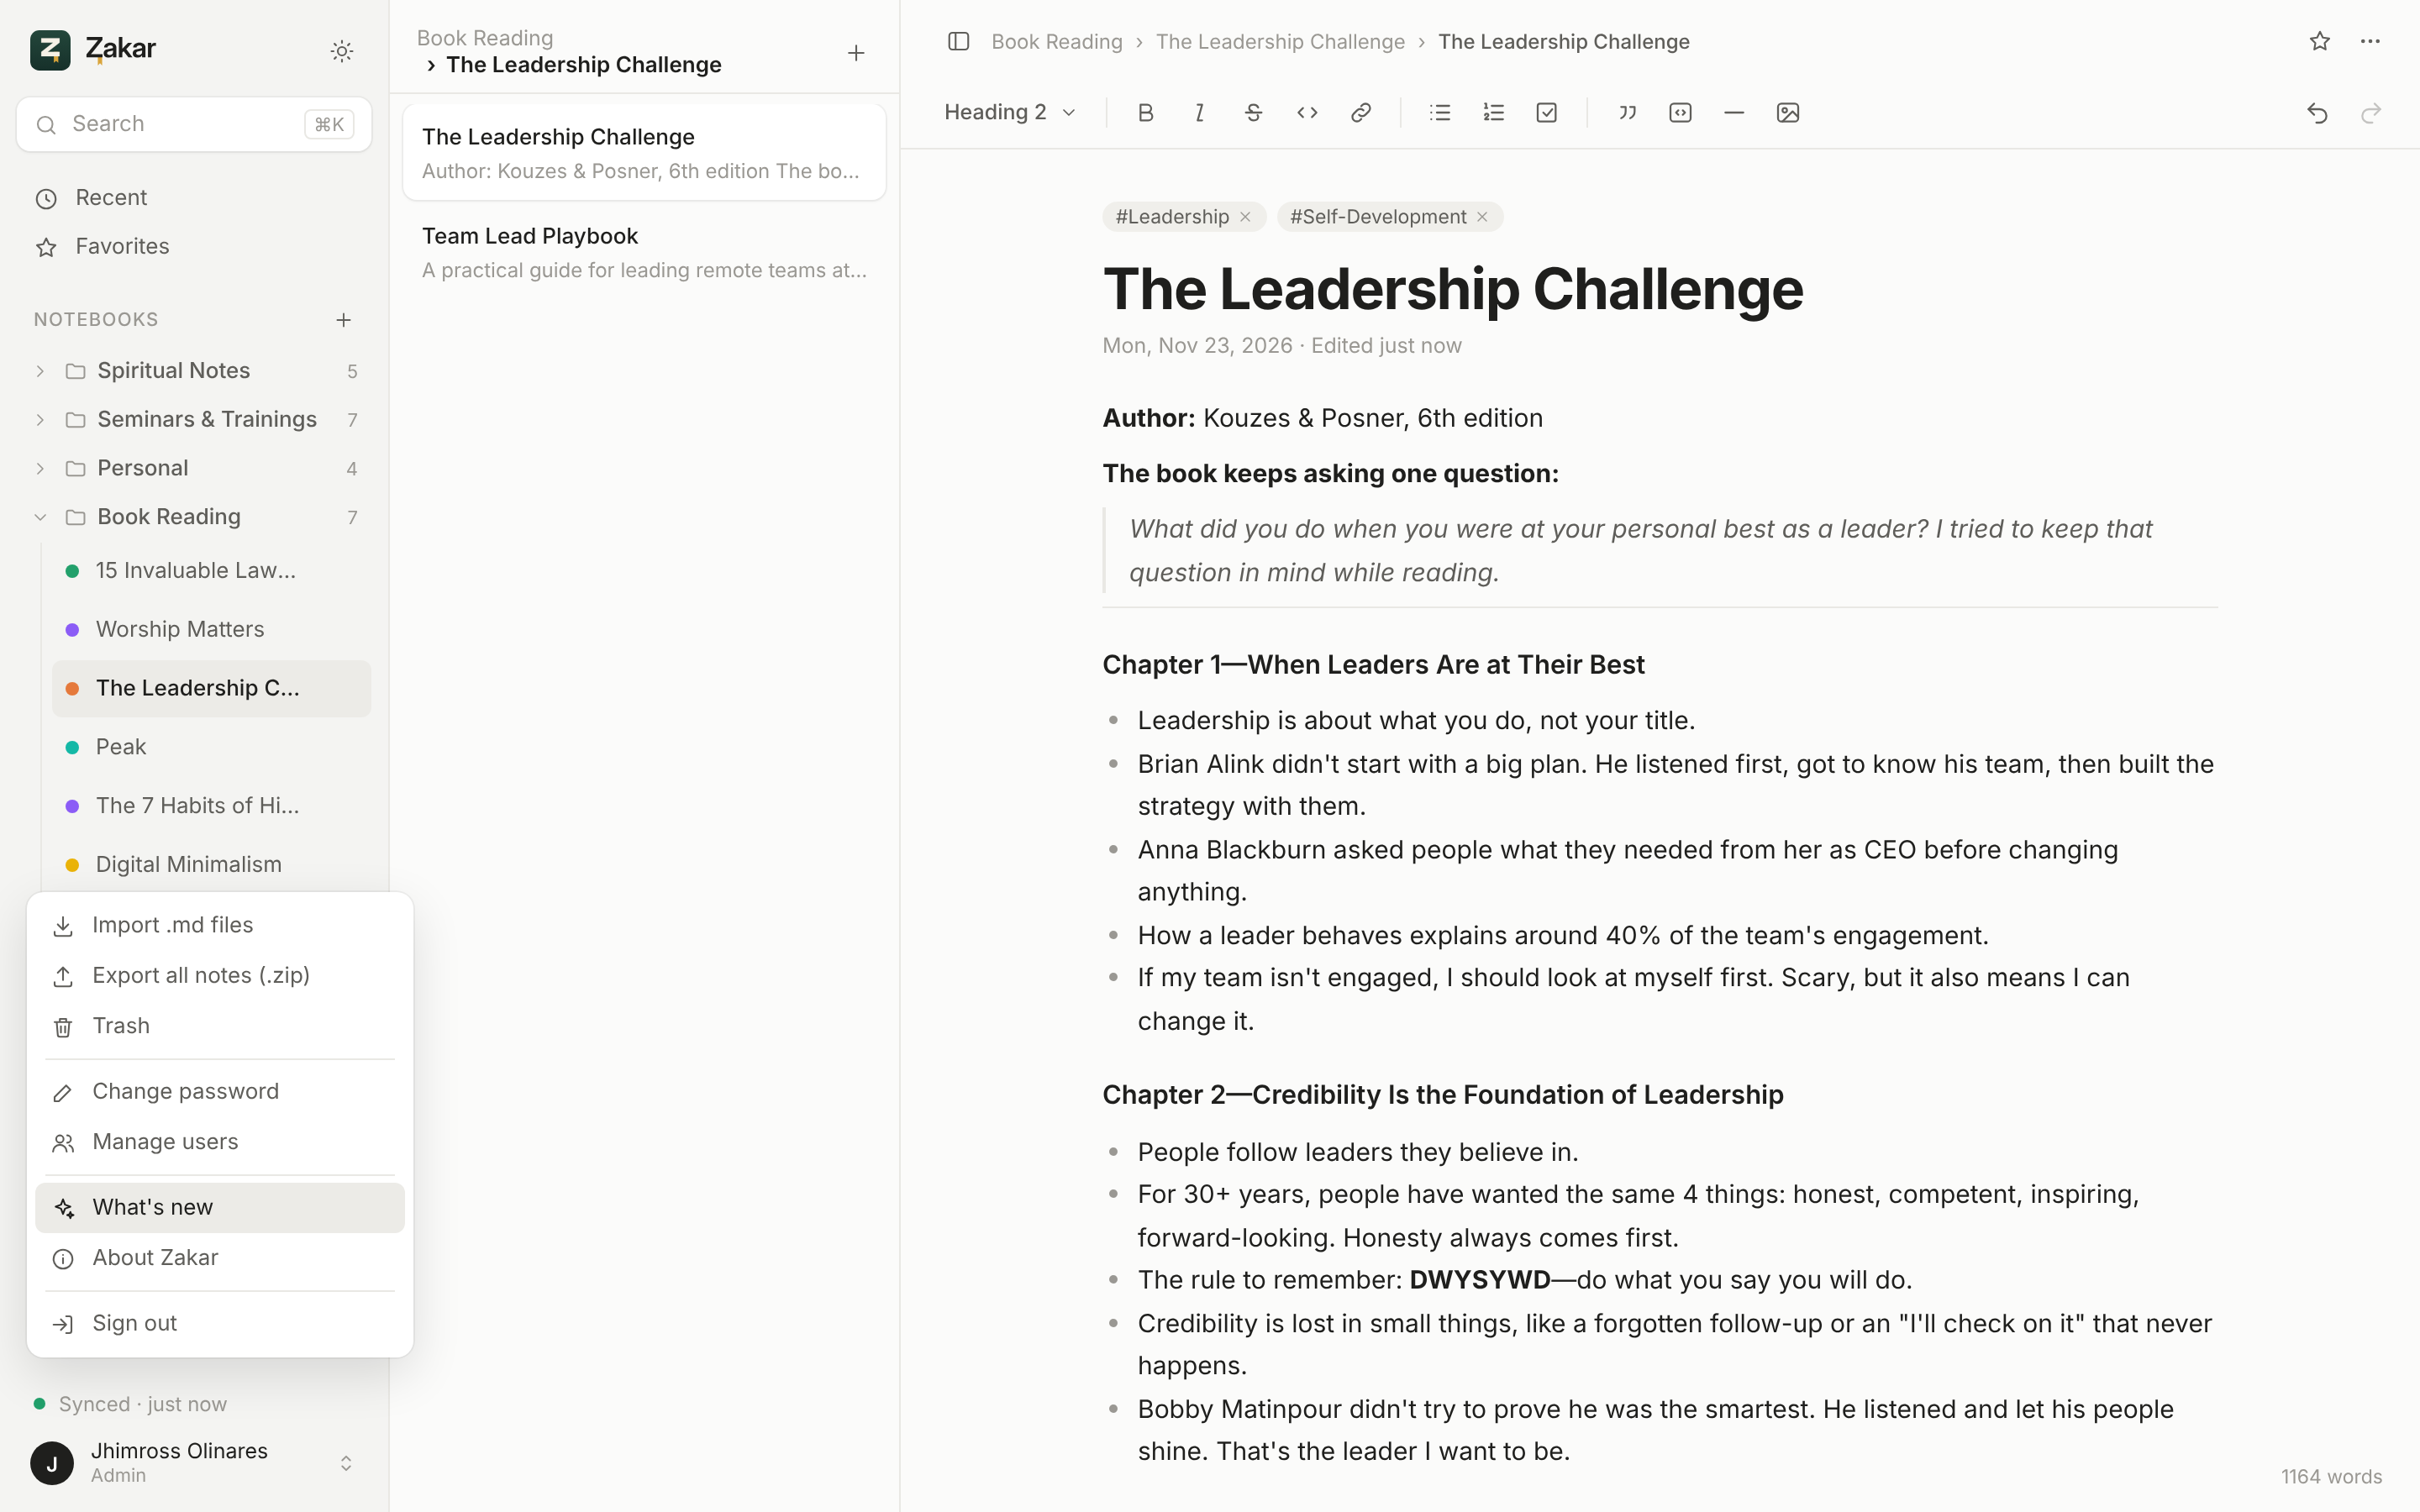 Zakar
Search
⌘K
Recent
Favorites
NOTEBOOKS
Spiritual Notes 5
Seminars & Trainings 7
Personal 4
Book Reading 7
15 Invaluable Law...
Worship Matters
The Leadership C...
Peak
The 7 Habits of Hi...
Digital Minimalism
Import .md files
Export all notes (.zip)
Trash
Change password
Manage users
What's new
About Zakar
Sign out
Synced · just now
J
Jhimross Olinares
Admin
Book Reading
› The Leadership Challenge
The Leadership Challenge
Author: Kouzes & Posner, 6th edition The bo...
Team Lead Playbook
A practical guide for leading remote teams at...
Book Reading › The Leadership Challenge › The Leadership Challenge
Heading 2
#Leadership × #Self-Development ×
The Leadership Challenge
Mon, Nov 23, 2026 · Edited just now
Author: Kouzes & Posner, 6th edition
The book keeps asking one question:
What did you do when you were at your personal best as a leader? I tried to keep that
question in mind while reading.
Chapter 1—When Leaders Are at Their Best
• Leadership is about what you do, not your title.
• Brian Alink didn't start with a big plan. He listened first, got to know his team, then built the
strategy with them.
• Anna Blackburn asked people what they needed from her as CEO before changing
anything.
• How a leader behaves explains around 40% of the team's engagement.
• If my team isn't engaged, I should look at myself first. Scary, but it also means I can
change it.
Chapter 2—Credibility Is the Foundation of Leadership
• People follow leaders they believe in.
• For 30+ years, people have wanted the same 4 things: honest, competent, inspiring,
forward-looking. Honesty always comes first.
• The rule to remember: DWYSYWD—do what you say you will do.
• Credibility is lost in small things, like a forgotten follow-up or an "I'll check on it" that never
happens.
• Bobby Matinpour didn't try to prove he was the smartest. He listened and let his people
shine. That's the leader I want to be.
1164 words